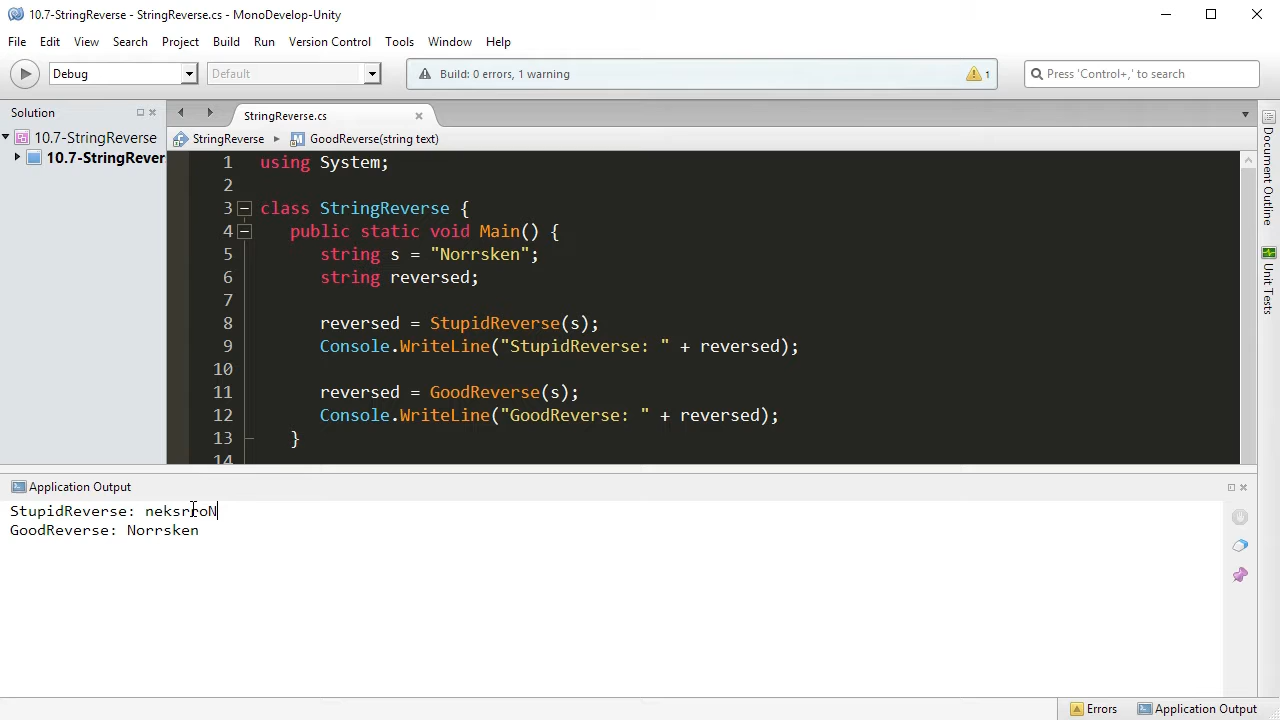 10.7-StringReverse - StringReverse.cs - MonoDevelop-Unity
File Edit View Search Project Build Run Version Control Tools Window Help
Debug Default Build: 0 errors, 1 warning 1 Press 'Control+,' to search
Solution StringReverse.cs
10.7-StringReverse StringReverse GoodReverse(string text)
10.7-StringRever
1 using System;
2
3 class StringReverse {
4 public static void Main() {
5 string s = "Norrsken";
6 string reversed;
7
8 reversed = StupidReverse(s);
9 Console.WriteLine("StupidReverse: " + reversed);
10
11 reversed = GoodReverse(s);
12 Console.WriteLine("GoodReverse: " + reversed);
13 }
14
Document Outline
Unit Tests
Application Output
StupidReverse: neksrroN
GoodReverse: Norrsken
Errors Application Output